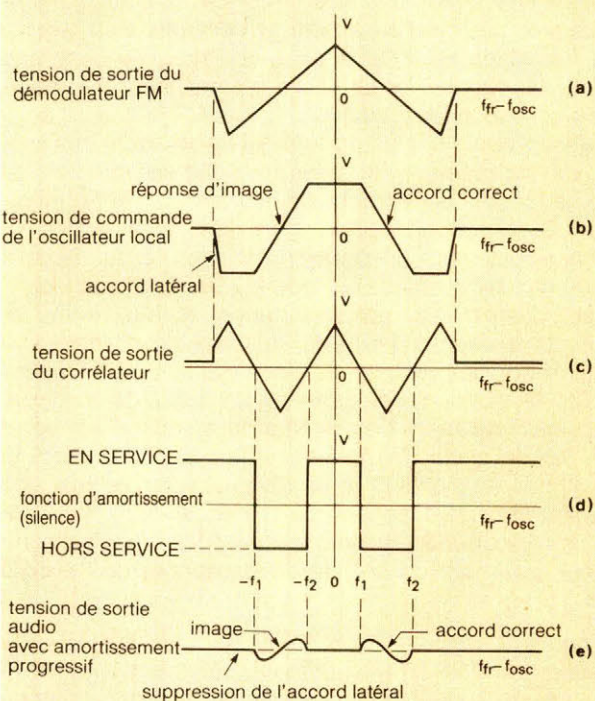 V
tension de sortie du
démodulateur FM
0
ffr–fosc
(a)
V
réponse d'image
accord correct
tension de commande
de l'oscillateur local
0
ffr–fosc
(b)
accord latéral
V
tension de sortie
du corrélateur
0
ffr–fosc
(c)
V
EN SERVICE
fonction d'amortissement
(silence)
ffr–fosc
(d)
HORS SERVICE
–f1 –f2 0 f1 f2
tension de sortie
audio
avec amortissement
progressif
image
accord correct
ffr–fosc
(e)
suppression de l'accord latéral